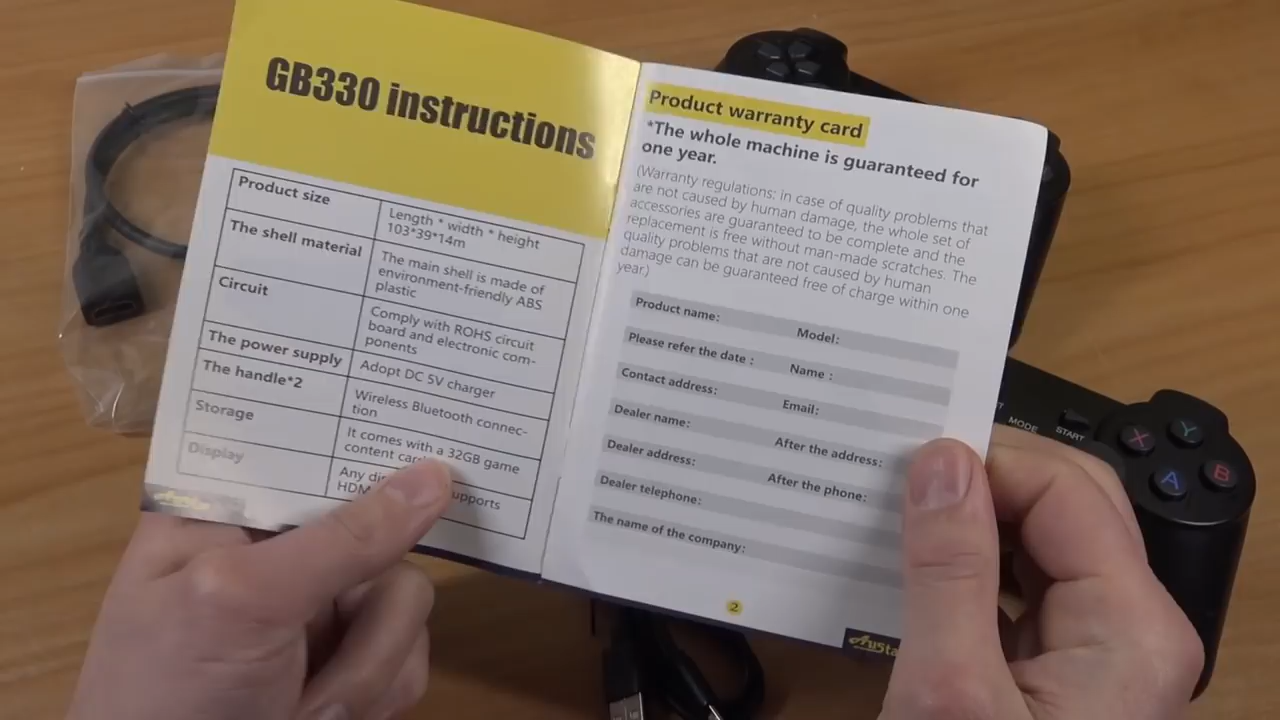 GB330 instructions
Product size
Length * width * height
103*39*14m
The shell material
The main shell is made of
environment-friendly ABS
plastic
Circuit
Comply with ROHS circuit
board and electronic com-
ponents
The power supply
Adopt DC 5V charger
The handle*2
Wireless Bluetooth connec-
tion
Storage
It comes with a 32GB game
content
Display
Any
upports
Product warranty card
*The whole machine is guaranteed for
one year.
(Warranty regulations: in case of quality problems that
are not caused by human damage, the whole set of
accessories are guaranteed to be complete and the
replacement is free without man-made scratches. The
quality problems that are not caused by human
damage can be guaranteed free of charge within one
year.)
Product name: Model:
Please refer the date : Name :
Contact address: Email:
Dealer name: After the address:
Dealer address: After the phone:
Dealer telephone:
The name of the company:
2
MODE
START
X
Y
A
B